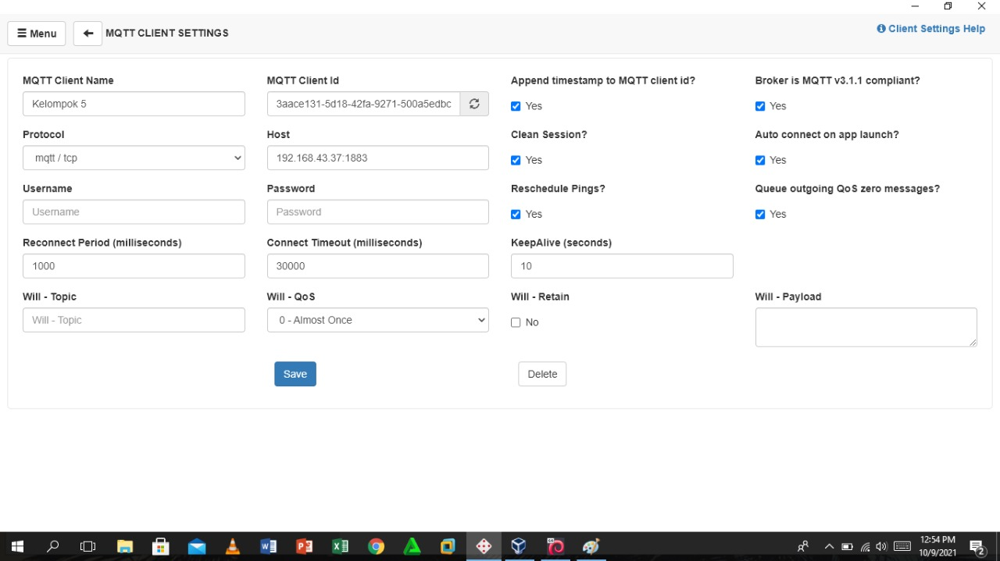 Menu
MQTT CLIENT SETTINGS
Client Settings Help
MQTT Client Name
MQTT Client Id
Append timestamp to MQTT client id?
Broker is MQTT v3.1.1 compliant?
Kelompok 5
3aace131-5d18-42fa-9271-500a5edbc
Yes
Yes
Protocol
Host
Clean Session?
Auto connect on app launch?
mqtt / tcp
192.168.43.37:1883
Yes
Yes
Username
Password
Reschedule Pings?
Queue outgoing QoS zero messages?
Username
Password
Yes
Yes
Reconnect Period (milliseconds)
Connect Timeout (milliseconds)
KeepAlive (seconds)
1000
30000
10
Will - Topic
Will - QoS
Will - Retain
Will - Payload
Will - Topic
0 - Almost Once
No
Save
Delete
12:54 PM
10/9/2021
2